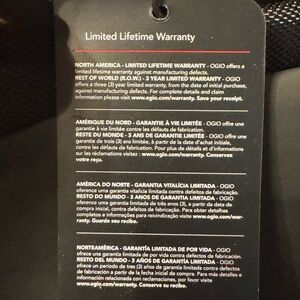 Limited Lifetime Warranty
NORTH AMERICA - LIMITED LIFETIME WARRANTY - OGIO offers a
limited lifetime warranty against manufacturing defects.
REST OF WORLD (R.O.W.) - 3 YEAR LIMITED WARRANTY - OGIO
offers a three (3) year limited warranty, from the date of initial purchase,
against manufacturing defects. For complete details and claim
information please visit www.ogio.com/warranty. Save your receipt.
AMÉRIQUE DU NORD - GARANTIE À VIE LIMITÉE - OGIO offre une
garantie à vie limitée contre les défauts de fabrication.
RESTE DU MONDE - 3 ANS DE GARANTIE LIMITÉE - OGIO offre une
garantie de trois (3) ans limitée, à partir de la date d'achat initiale,
contre les défauts de fabrication. Pour plus de détails et d'informations
sur les réclamations visitez : www.ogio.com/warranty. Conservez
votre reçu.
AMÉRICA DO NORTE - GARANTIA VITALÍCIA LIMITADA - OGIO
oferece uma garantia vitalícia limitada contra defeitos de fabricação.
RESTO DO MUNDO - 3 ANOS DE GARANTIA LIMITADA - OGIO
oferece uma garantia limitada de três anos (3), a partir da data de
compra inicial, contra defeitos de fabricação. Para obter detalhes
completos e informações para reinvindicação visite www.ogio.com/war-
ranty. Guarde seu recibo.
NORTEAMÉRICA - GARANTÍA LIMITADA DE POR VIDA - OGIO
ofrece una garantía limitada de por vida contra defectos de fabricación.
RESTO DEL MUNDO - 3 AÑOS DE GARANTÍA LIMITADA - OGIO
ofrece un período de tres (3) años de garantía limitada contra defectos
de fabricación a partir de la fecha inicial de compra. Para más detalles e
información relacionada con reclamaciones, por favor visite
www.ogio.com/warranty. Conserve su recibo.